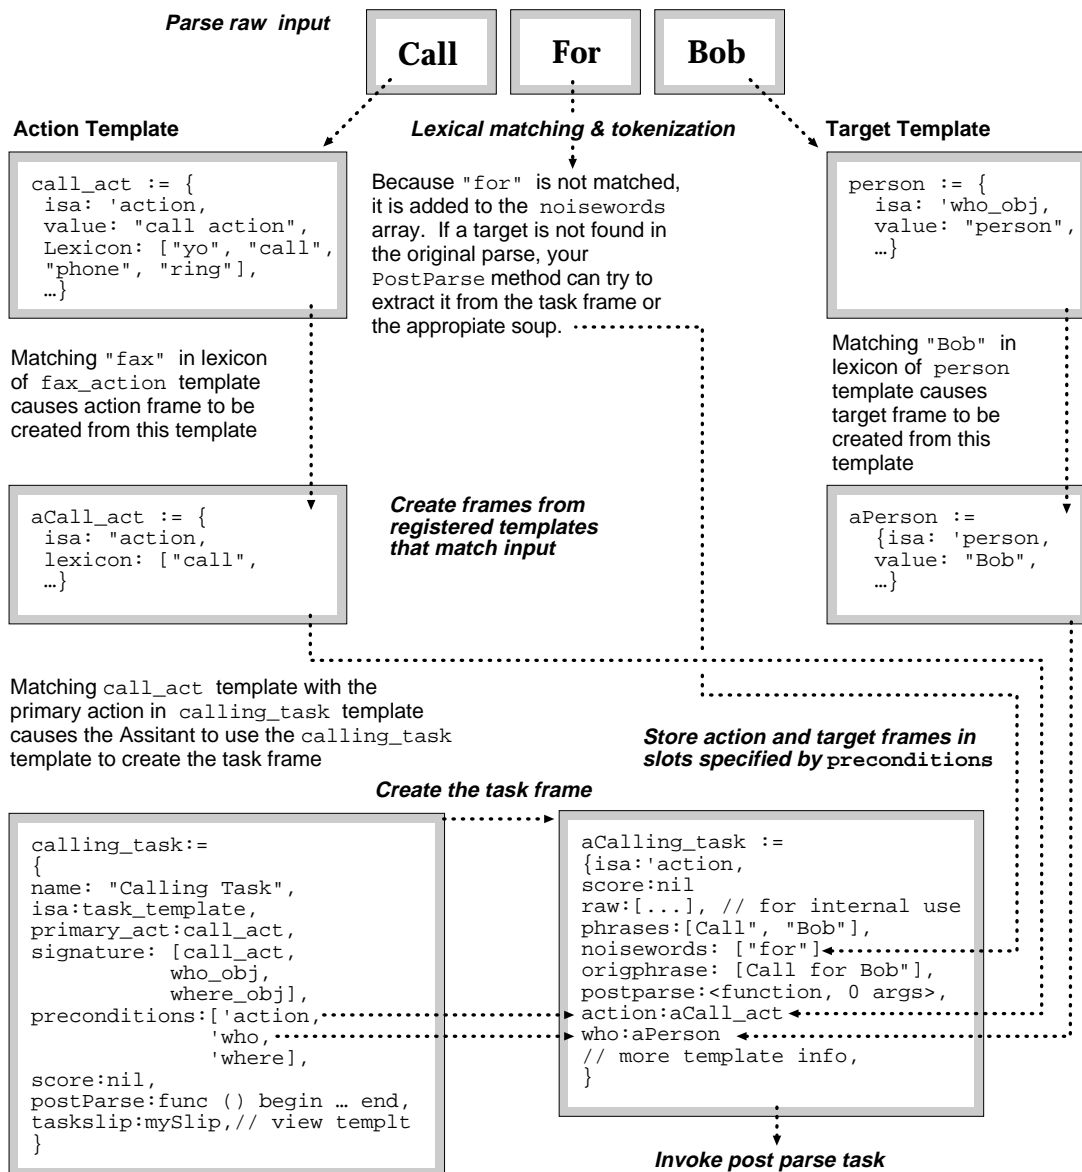 Parse raw input
Call
For
Bob
Action Template
Lexical matching & tokenization
Target Template
call_act := {
isa: 'action,
value: "call action",
Lexicon: ["yo", "call",
"phone", "ring"],
…}
Because "for" is not matched,
it is added to the noisewords
array. If a target is not found in
the original parse, your
PostParse method can try to
extract it from the task frame or
the appropiate soup.
person := {
isa: 'who_obj,
value: "person",
…}
Matching "fax" in lexicon
of fax_action template
causes action frame to be
created from this template
Matching "Bob" in
lexicon of person
template causes
target frame to be
created from this
template
aCall_act := {
isa: "action,
lexicon: ["call",
…}
Create frames from
registered templates
that match input
aPerson :=
{isa: 'person,
value: "Bob",
…}
Matching call_act template with the
primary action in calling_task template
causes the Assitant to use the calling_task
template to create the task frame
Store action and target frames in
slots specified by preconditions
Create the task frame
calling_task:=
{
name: "Calling Task",
isa:task_template,
primary_act:call_act,
signature: [call_act,
who_obj,
where_obj],
preconditions:['action,
'who,
'where],
score:nil,
postParse:func () begin … end,
taskslip:mySlip,// view templt
}
aCalling_task :=
{isa:'action,
score:nil
raw:[...], // for internal use
phrases:[Call", "Bob"],
noisewords: ["for"]
origphrase: [Call for Bob"],
postparse:<function, 0 args>,
action:aCall_act
who:aPerson
// more template info,
}
Invoke post parse task